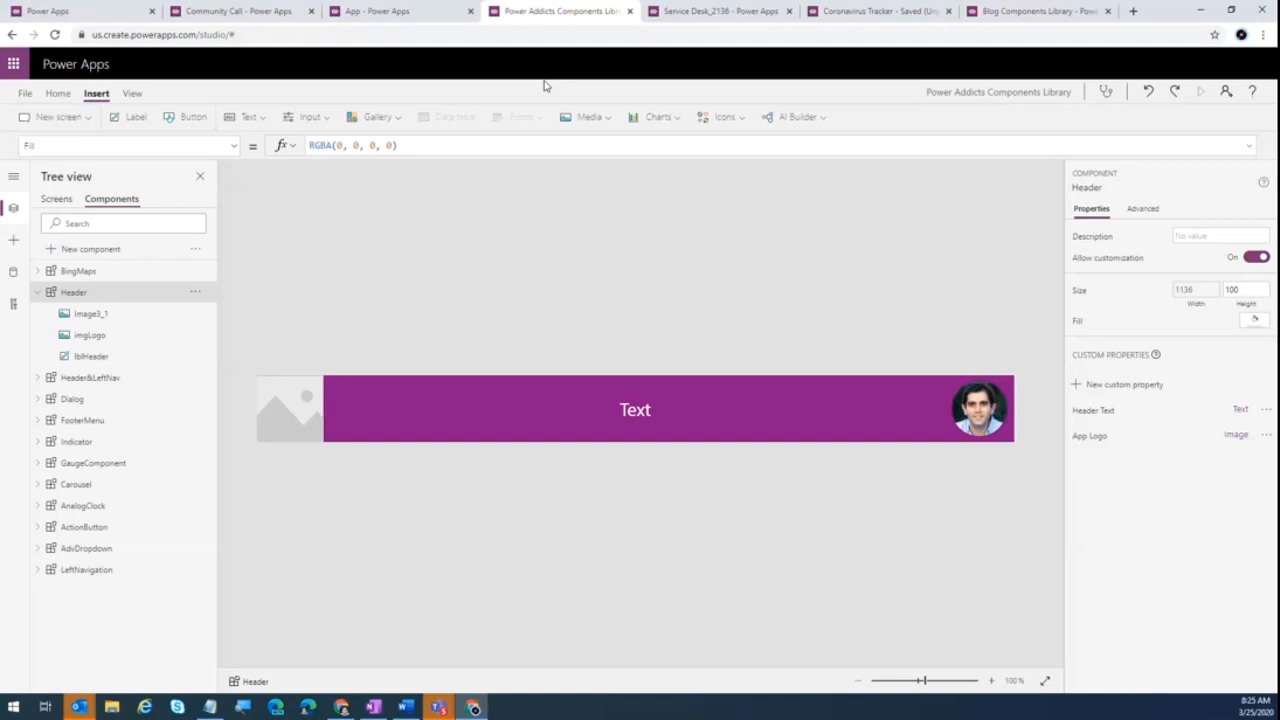 Power Apps
Community Call - Power Apps
App - Power Apps
Power Addicts Components Libr
Service Desk_2136 - Power Apps
Coronavirus Tracker - Saved (Un
Blog Components Library - Pow
us.create.powerapps.com/studio/#
Power Apps
File Home Insert View
Power Addicts Components Library
New screen Label Button Text Input Gallery Data table Forms Media Charts Icons AI Builder
Fill = fx RGBA(0, 0, 0, 0)
Tree view
Screens Components
Search
New component
BingMaps
Header
Image3_1
imgLogo
lblHeader
Header&LeftNav
Dialog
FooterMenu
Indicator
GaugeComponent
Carousel
AnalogClock
ActionButton
AdvDropdown
LeftNavigation
Text
Header
100%
COMPONENT
Header
Properties Advanced
Description No value
Allow customization On
Size 1136 100
Width Height
Fill
CUSTOM PROPERTIES
New custom property
Header Text Text
App Logo Image
8:25 AM
3/25/2020